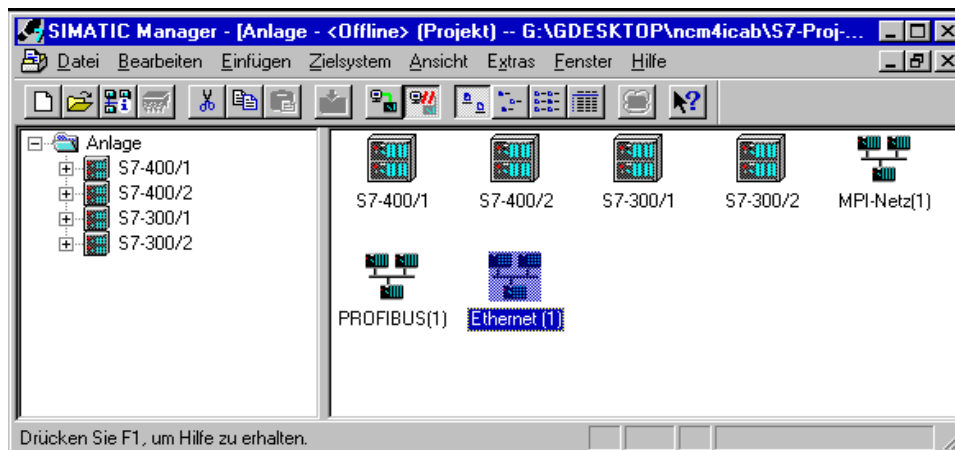 SIMATIC Manager - [Anlage - <Offline> (Projekt) -- G:\GDESKTOP\ncm4icab\S7-Proj-...
Datei Bearbeiten Einfügen Zielsystem Ansicht Extras Fenster Hilfe
Anlage
S7-400/1
S7-400/2
S7-300/1
S7-300/2
S7-400/1 S7-400/2 S7-300/1 S7-300/2 MPI-Netz(1)
PROFIBUS(1) Ethernet (1)
Drücken Sie F1, um Hilfe zu erhalten.